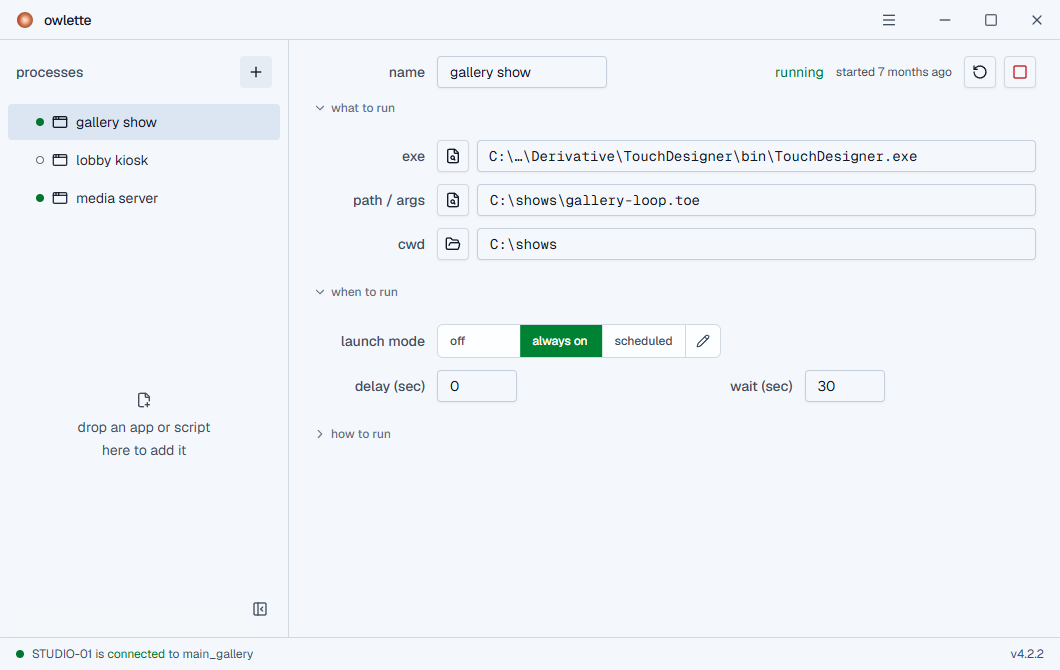 owlette
processes
gallery show
lobby kiosk
media server
drop an app or script
here to add it
name
gallery show
running
started 7 months ago
what to run
exe
C:\…\Derivative\TouchDesigner\bin\TouchDesigner.exe
path / args
C:\shows\gallery-loop.toe
cwd
C:\shows
when to run
launch mode
off
always on
scheduled
delay (sec)
0
wait (sec)
30
how to run
STUDIO-01 is connected to main_gallery
v4.2.2